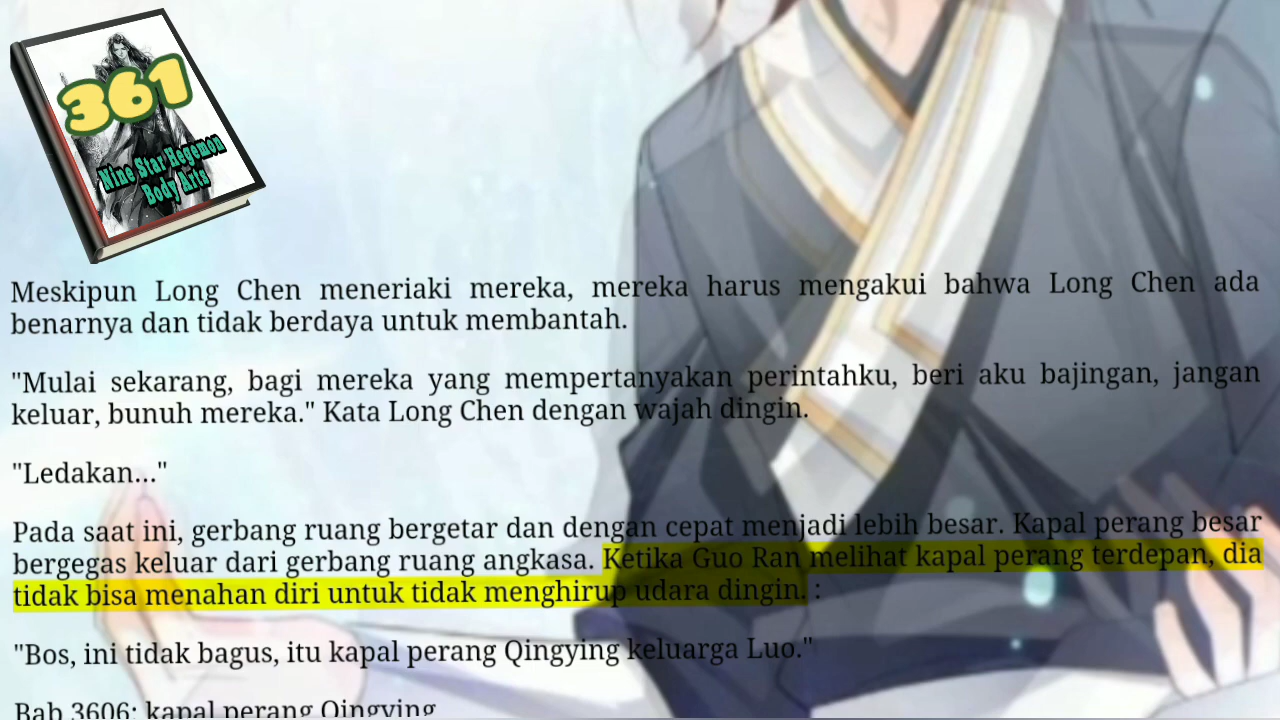 361
Nine Star Hegemon
Body Arts
Meskipun Long Chen meneriaki mereka, mereka harus mengakui bahwa Long Chen ada
benarnya dan tidak berdaya untuk membantah.
"Mulai sekarang, bagi mereka yang mempertanyakan perintahku, beri aku bajingan, jangan
keluar, bunuh mereka." Kata Long Chen dengan wajah dingin.
"Ledakan..."
Pada saat ini, gerbang ruang bergetar dan dengan cepat menjadi lebih besar. Kapal perang besar
bergegas keluar dari gerbang ruang angkasa. Ketika Guo Ran melihat kapal perang terdepan, dia
tidak bisa menahan diri untuk tidak menghirup udara dingin. :
"Bos, ini tidak bagus, itu kapal perang Qingying keluarga Luo."
Bab 3606: kapal perang Qingying